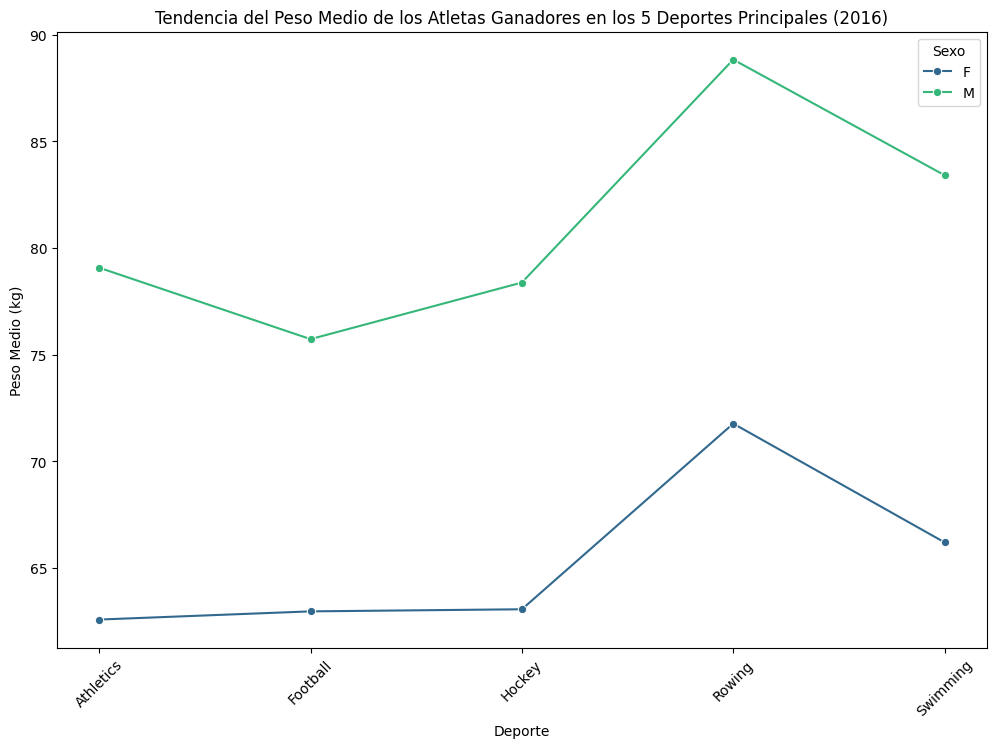 Tendencia del Peso Medio de los Atletas Ganadores en los 5 Deportes Principales (2016)
Sexo
F
M
Peso Medio (kg)
90
85
80
75
70
65
Athletics
Football
Hockey
Rowing
Swimming
Deporte